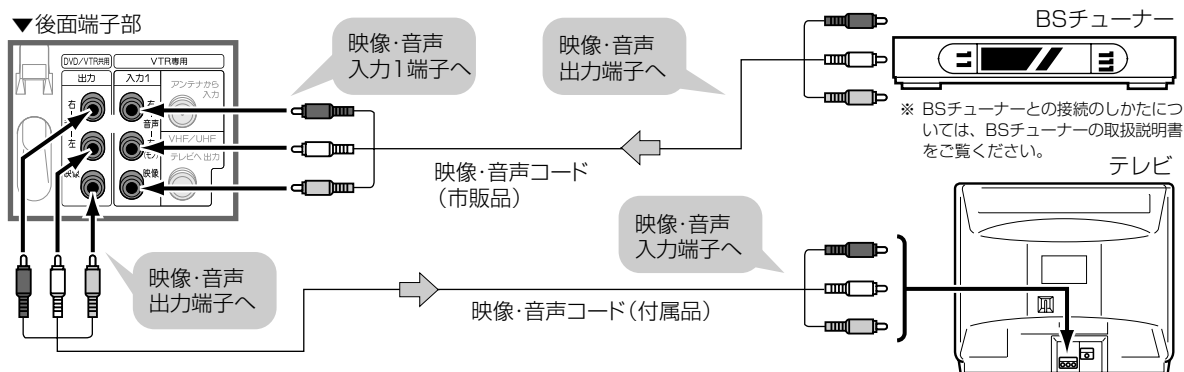 ▼後面端子部
DVD/VTR共用
VTR専用
出力
入力1
アンテナから
入力
右
音声
左
(モノ)
映像
右
左
映像
VHF/UHF
テレビへ出力
映像・音声
入力1端子へ
映像・音声
出力端子へ
BSチューナー
※ BSチューナーとの接続のしかたにつ
いては、BSチューナーの取扱説明書
をご覧ください。
映像・音声コード
(市販品)
テレビ
映像・音声
入力端子へ
映像・音声
出力端子へ
映像・音声コード(付属品)